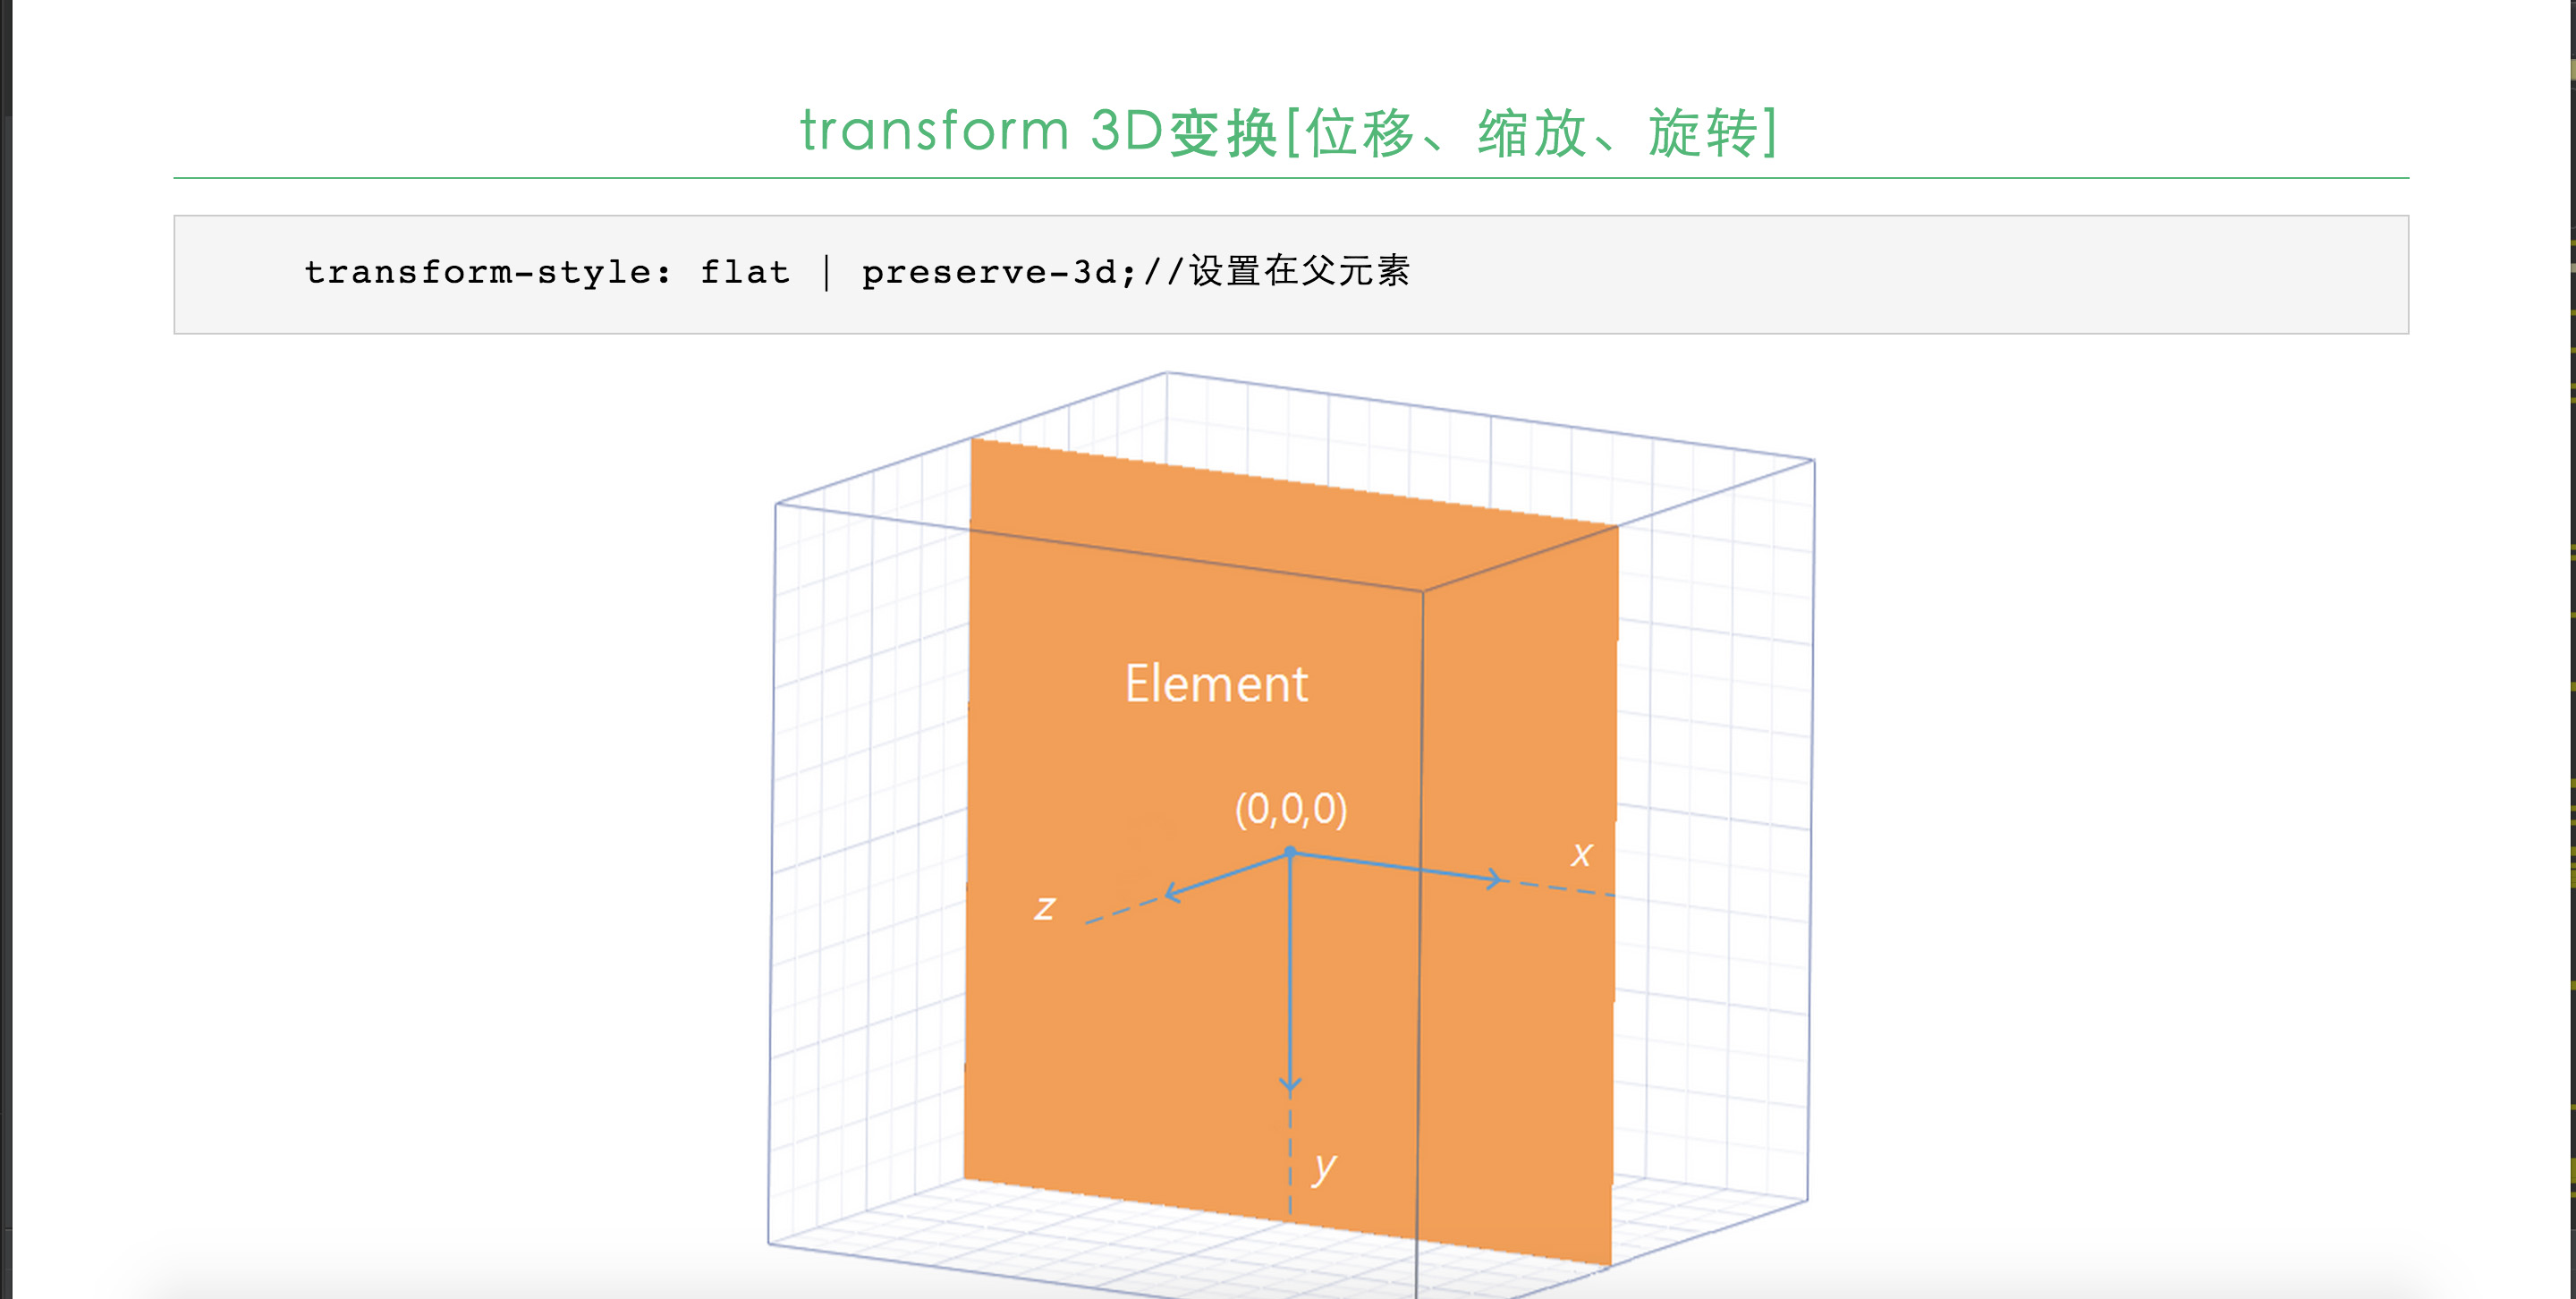 transform 3D变换[位移、缩放、旋转]
transform-style: flat | preserve-3d;//设置在父元素
Element
(0,0,0)
x
z
y